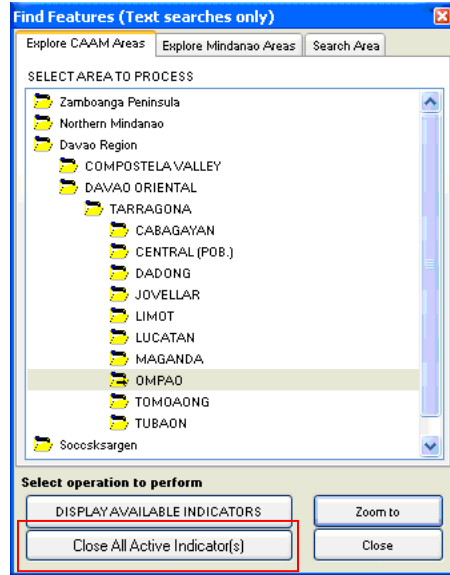 Find Features (Text searches only)
Explore CAAM Areas Explore Mindanao Areas Search Area
SELECT AREA TO PROCESS
Zamboanga Peninsula
Northern Mindanao
Davao Region
COMPOSTELA VALLEY
DAVAO ORIENTAL
TARRAGONA
CABAGAYAN
CENTRAL (POB.)
DADONG
JOVELLAR
LIMOT
LUCATAN
MAGANDA
OMPAO
TOMOAONG
TUBAON
Soccsksargen
Select operation to perform
DISPLAY AVAILABLE INDICATORS Zoom to
Close All Active Indicator(s) Close